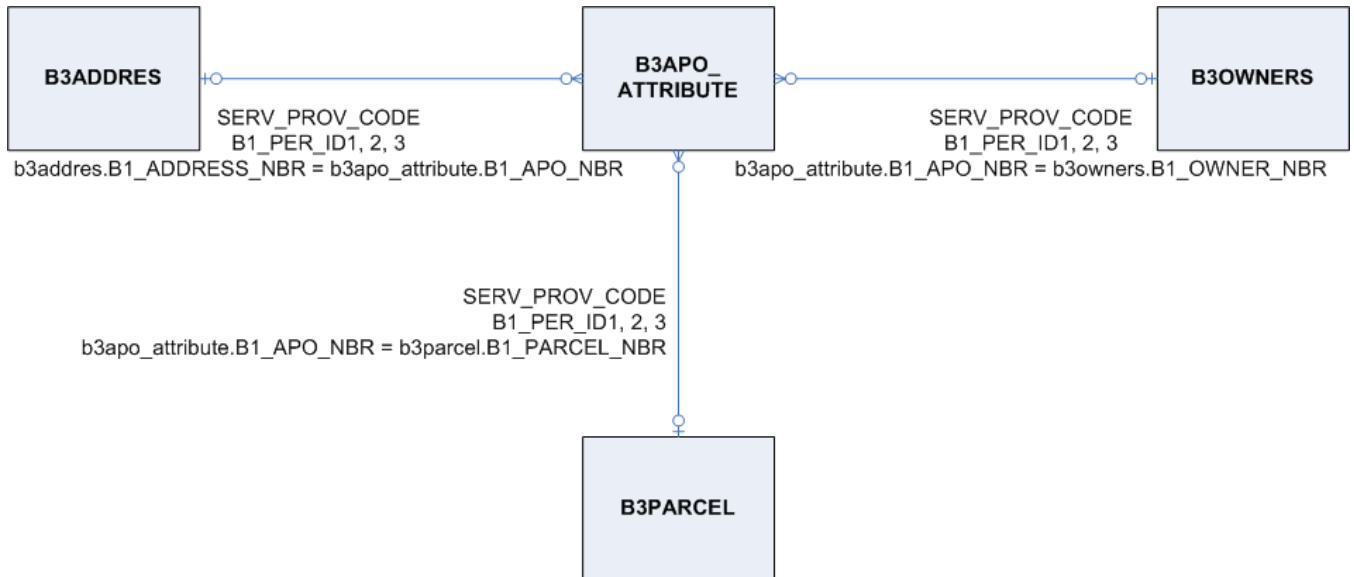 B3ADDRES
B3APO_
ATTRIBUTE
B3OWNERS
SERV_PROV_CODE
B1_PER_ID1, 2, 3
b3addres.B1_ADDRESS_NBR = b3apo_attribute.B1_APO_NBR
SERV_PROV_CODE
B1_PER_ID1, 2, 3
b3apo_attribute.B1_APO_NBR = b3owners.B1_OWNER_NBR
SERV_PROV_CODE
B1_PER_ID1, 2, 3
b3apo_attribute.B1_APO_NBR = b3parcel.B1_PARCEL_NBR
B3PARCEL